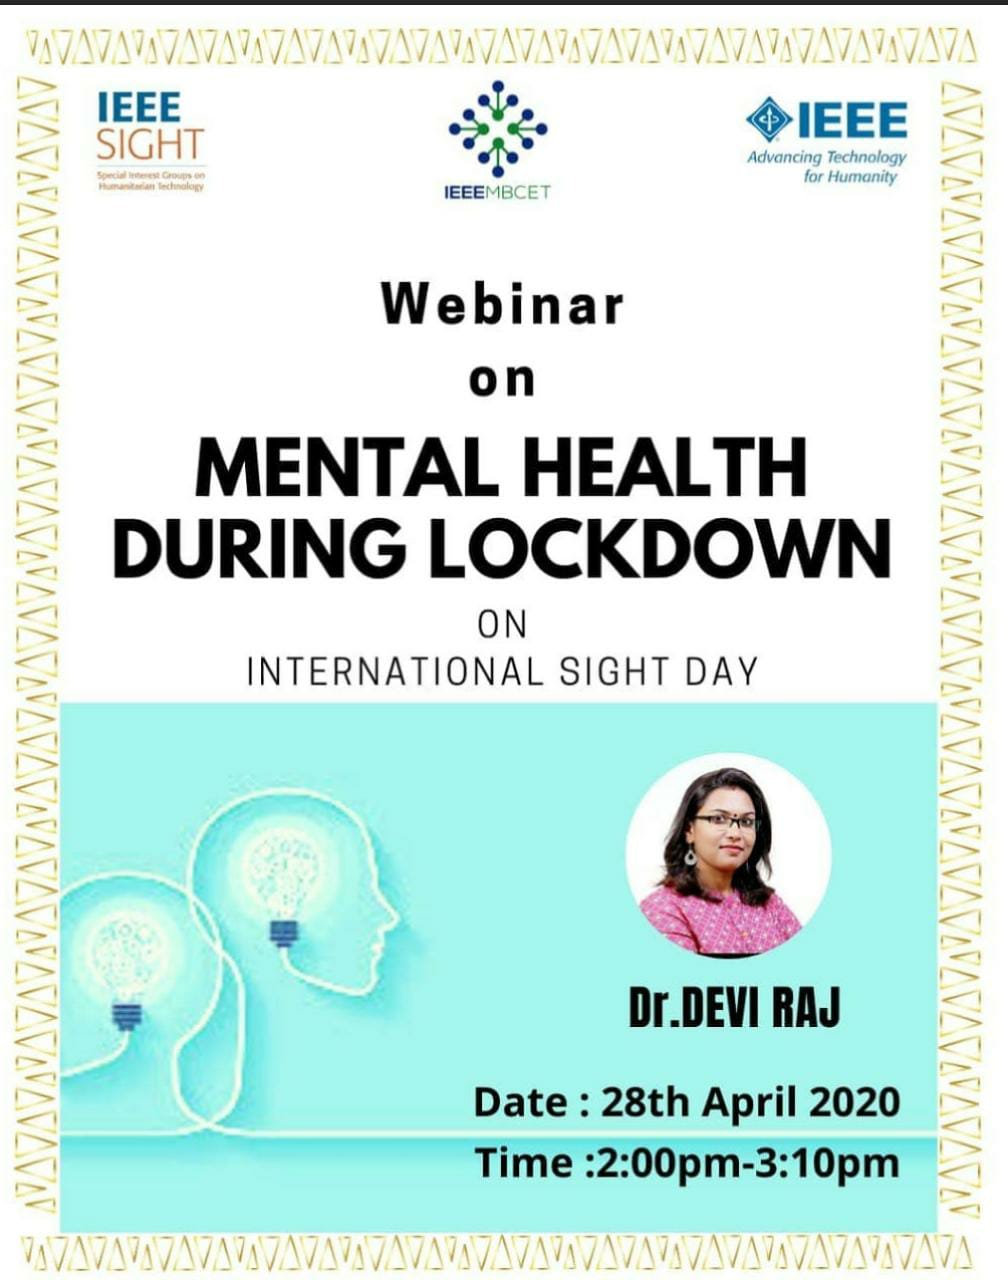 IEEE
SIGHT
Special Interest Groups on
Humanitarian Technology
IEEEMBCET
IEEE
Advancing Technology
for Humanity
Webinar
on
MENTAL HEALTH
DURING LOCKDOWN
ON
INTERNATIONAL SIGHT DAY
Dr.DEVI RAJ
Date : 28th April 2020
Time :2:00pm-3:10pm